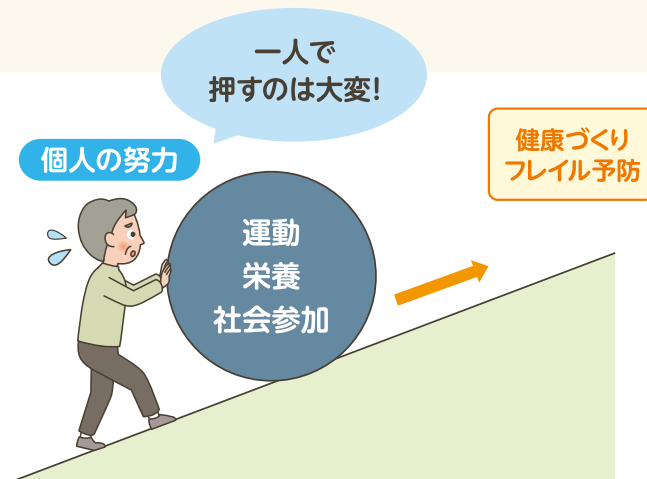 一人で
押すのは大変！
健康づくり
フレイル予防
個人の努力
運動
栄養
社会参加